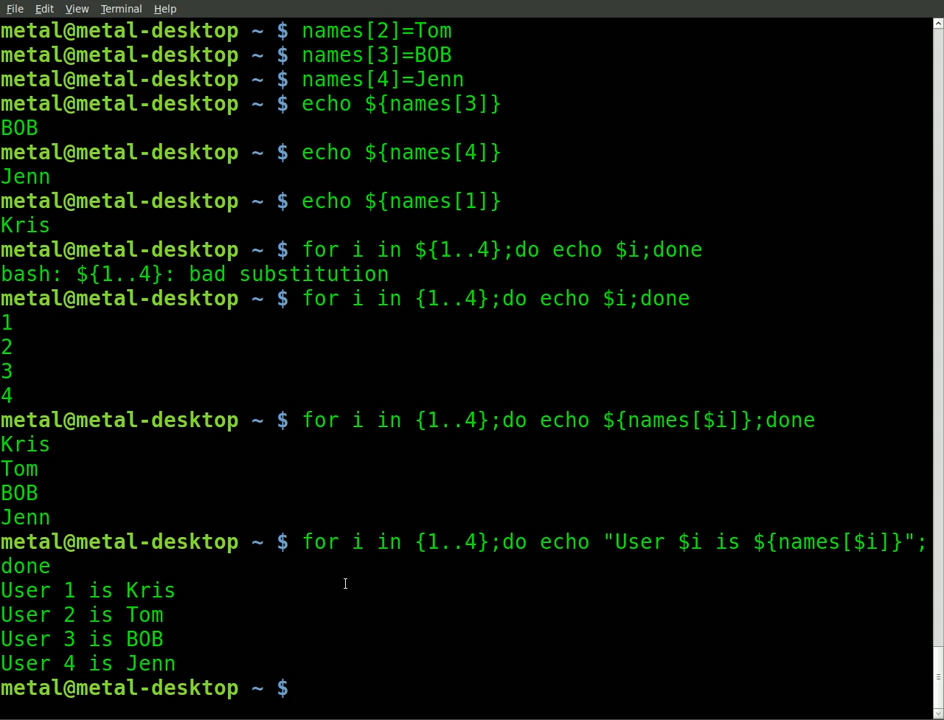 File Edit View Terminal Help
metal@metal-desktop ~ $ names[2]=Tom
metal@metal-desktop ~ $ names[3]=BOB
metal@metal-desktop ~ $ names[4]=Jenn
metal@metal-desktop ~ $ echo ${names[3]}
BOB
metal@metal-desktop ~ $ echo ${names[4]}
Jenn
metal@metal-desktop ~ $ echo ${names[1]}
Kris
metal@metal-desktop ~ $ for i in ${1..4};do echo $i;done
bash: ${1..4}: bad substitution
metal@metal-desktop ~ $ for i in {1..4};do echo $i;done
1
2
3
4
metal@metal-desktop ~ $ for i in {1..4};do echo ${names[$i]};done
Kris
Tom
BOB
Jenn
metal@metal-desktop ~ $ for i in {1..4};do echo "User $i is ${names[$i]}";
done
User 1 is Kris
User 2 is Tom
User 3 is BOB
User 4 is Jenn
metal@metal-desktop ~ $